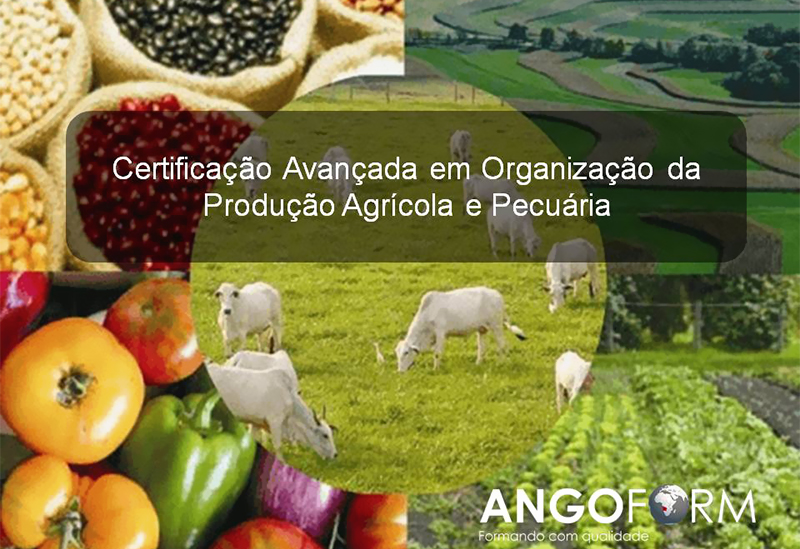 Certificação Avançada em Organização da
Produção Agrícola e Pecuária
ANGOFORM
Formando com qualidade